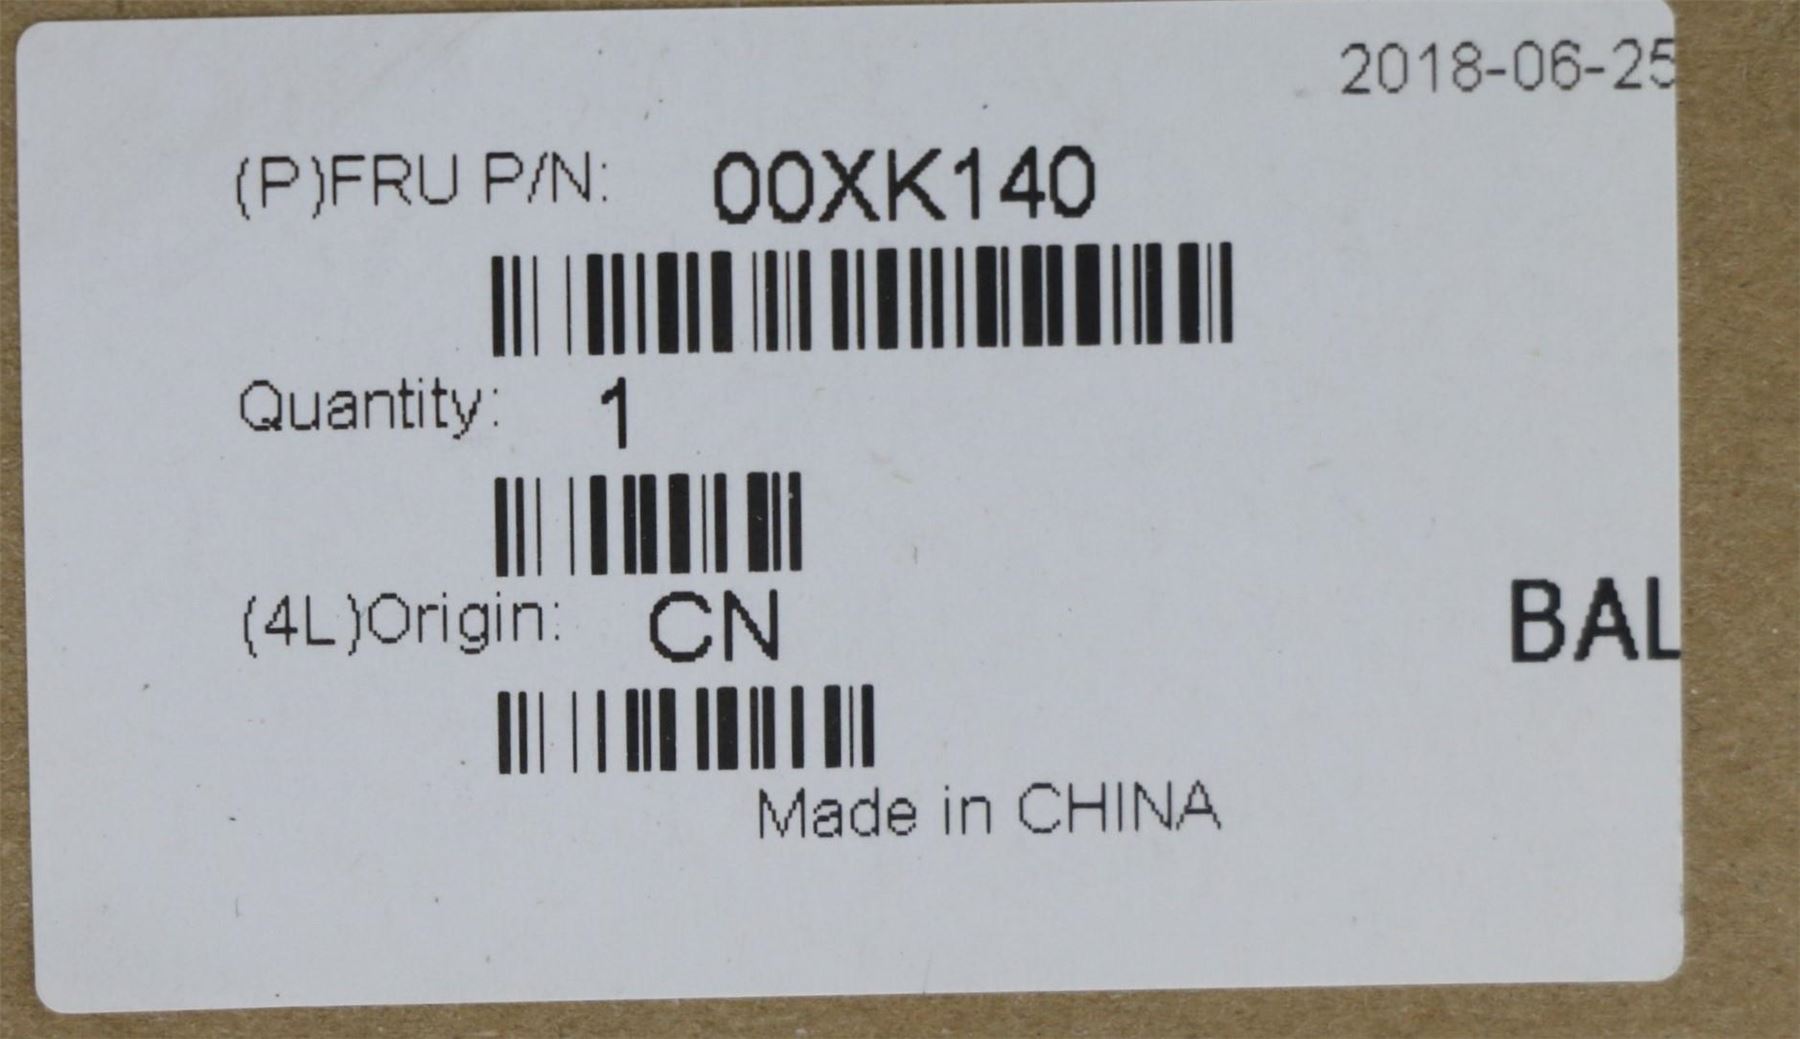 2018-06-25
(P)FRU P/N: 00XK140
Quantity: 1
(4L)Origin: CN
BAL
Made in CHINA